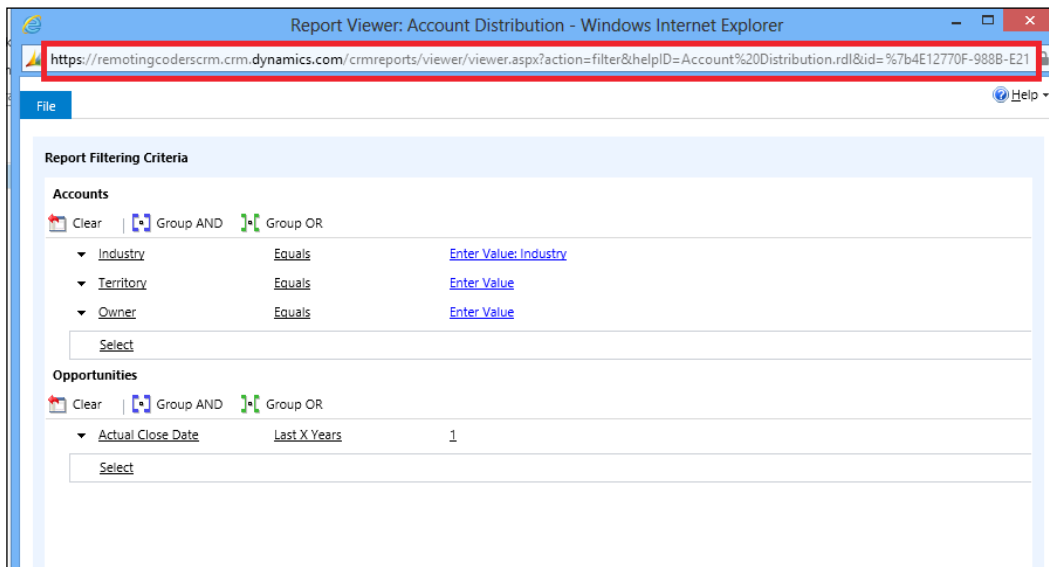 Report Viewer: Account Distribution - Windows Internet Explorer
https://remotingcoderscrm.crm.dynamics.com/crmreports/viewer/viewer.aspx?action=filter&helpID=Account%20Distribution.rdl&id=%7b4E12770F-988B-E21
File
Help
Report Filtering Criteria
Accounts
Clear | Group AND Group OR
Industry Equals Enter Value: Industry
Territory Equals Enter Value
Owner Equals Enter Value
Select
Opportunities
Clear | Group AND Group OR
Actual Close Date Last X Years 1
Select